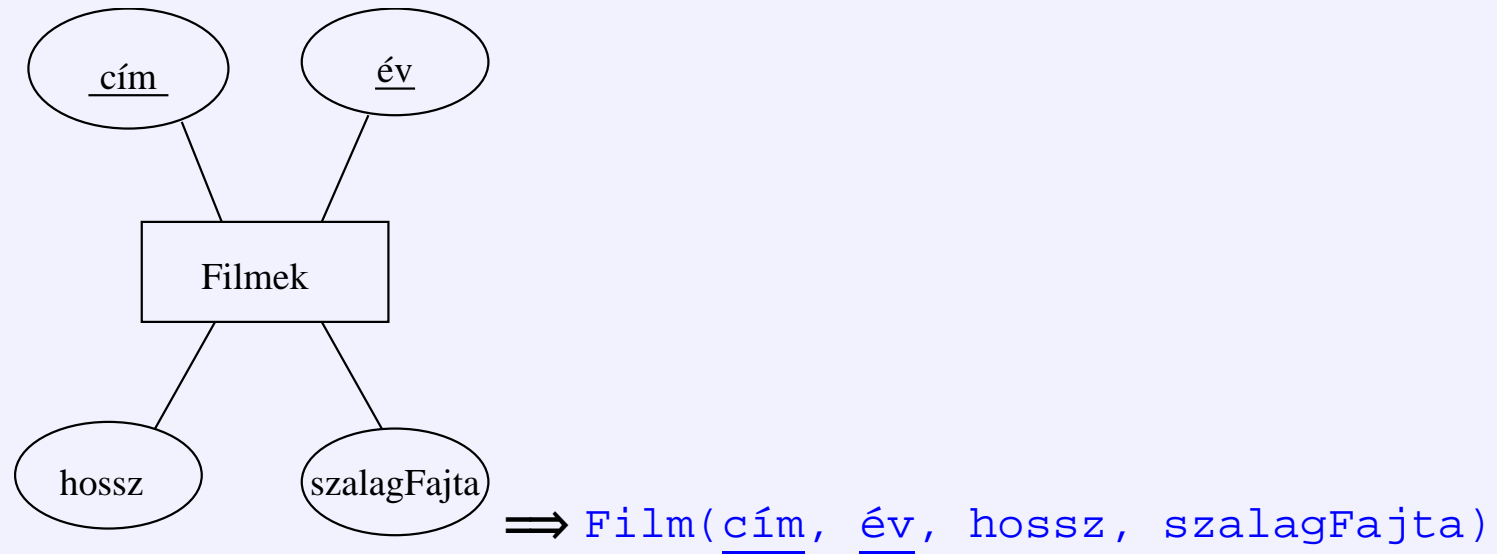 cím
év
Filmek
hossz
szalagFajta
⟹ Film(cím, év, hossz, szalagFajta)